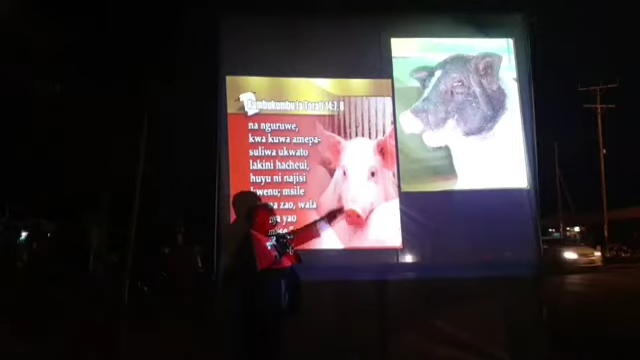 Kumbukumbu la Torati 14:7, 8
na nguruwe,
kwa kuwa amepa-
suliwa ukwato
lakini hacheui,
huyu ni najisi
kwenu; msile
zao, wala
yao